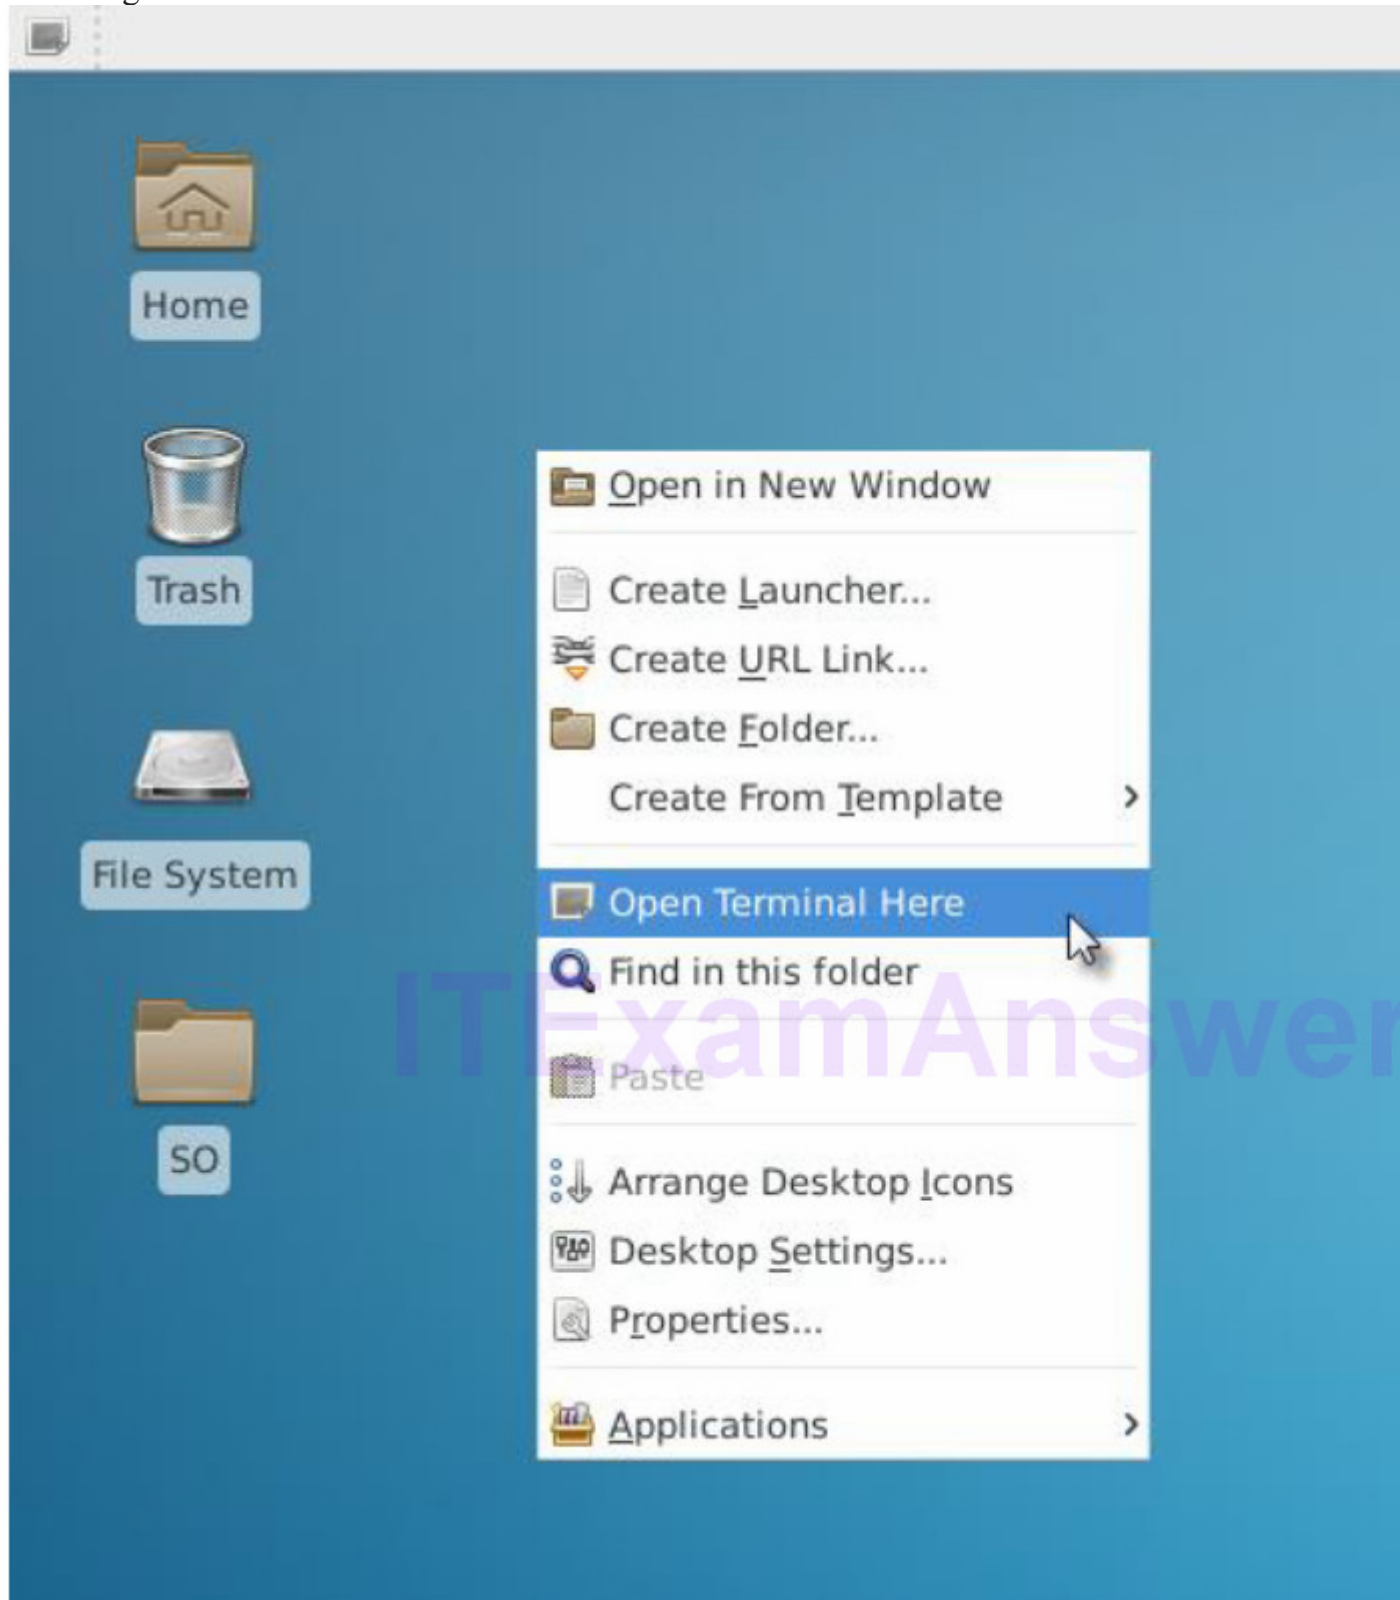 Home
Trash
File System
SO
Open in New Window
Create Launcher...
Create URL Link...
Create Folder...
Create From Template
Open Terminal Here
Find in this folder
ITExamAnswer
Paste
Arrange Desktop Icons
Desktop Settings...
Properties...
Applications